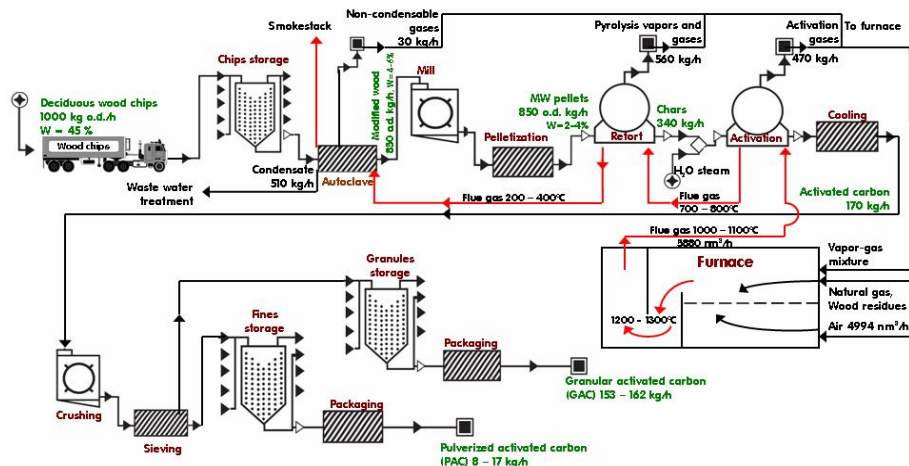 Smokestack
Non-condensable
gases
30 kg/h
Pyrolysis vapors and
gases
560 kg/h
Activation
gases
470 kg/h
To furnace
Chips storage
Modified wood
850 o.d. kg/h, W=4-6%
Mill
Deciduous wood chips
1000 kg o.d./h
W = 45 %
Wood chips
MW pellets
850 o.d. kg/h
W=2-4%
Chars
340 kg/h
Retort
Activation
Cooling
Pelletization
Condensate
510 kg/h
Autoclave
H2O steam
Waste water
treatment
Flue gas 200 – 400°C
Flue gas
700 – 800°C
Activated carbon
170 kg/h
Flue gas 1000 – 1100°C
5880 nm³/h
Furnace
Vapor-gas
mixture
Natural gas,
Wood residues
1200 – 1300°C
Air 4994 nm³/h
Granules
storage
Fines
storage
Packaging
Granular activated carbon
(GAC) 153 – 162 kg/h
Crushing
Sieving
Packaging
Pulverized activated carbon
(PAC) 8 – 17 kg/h